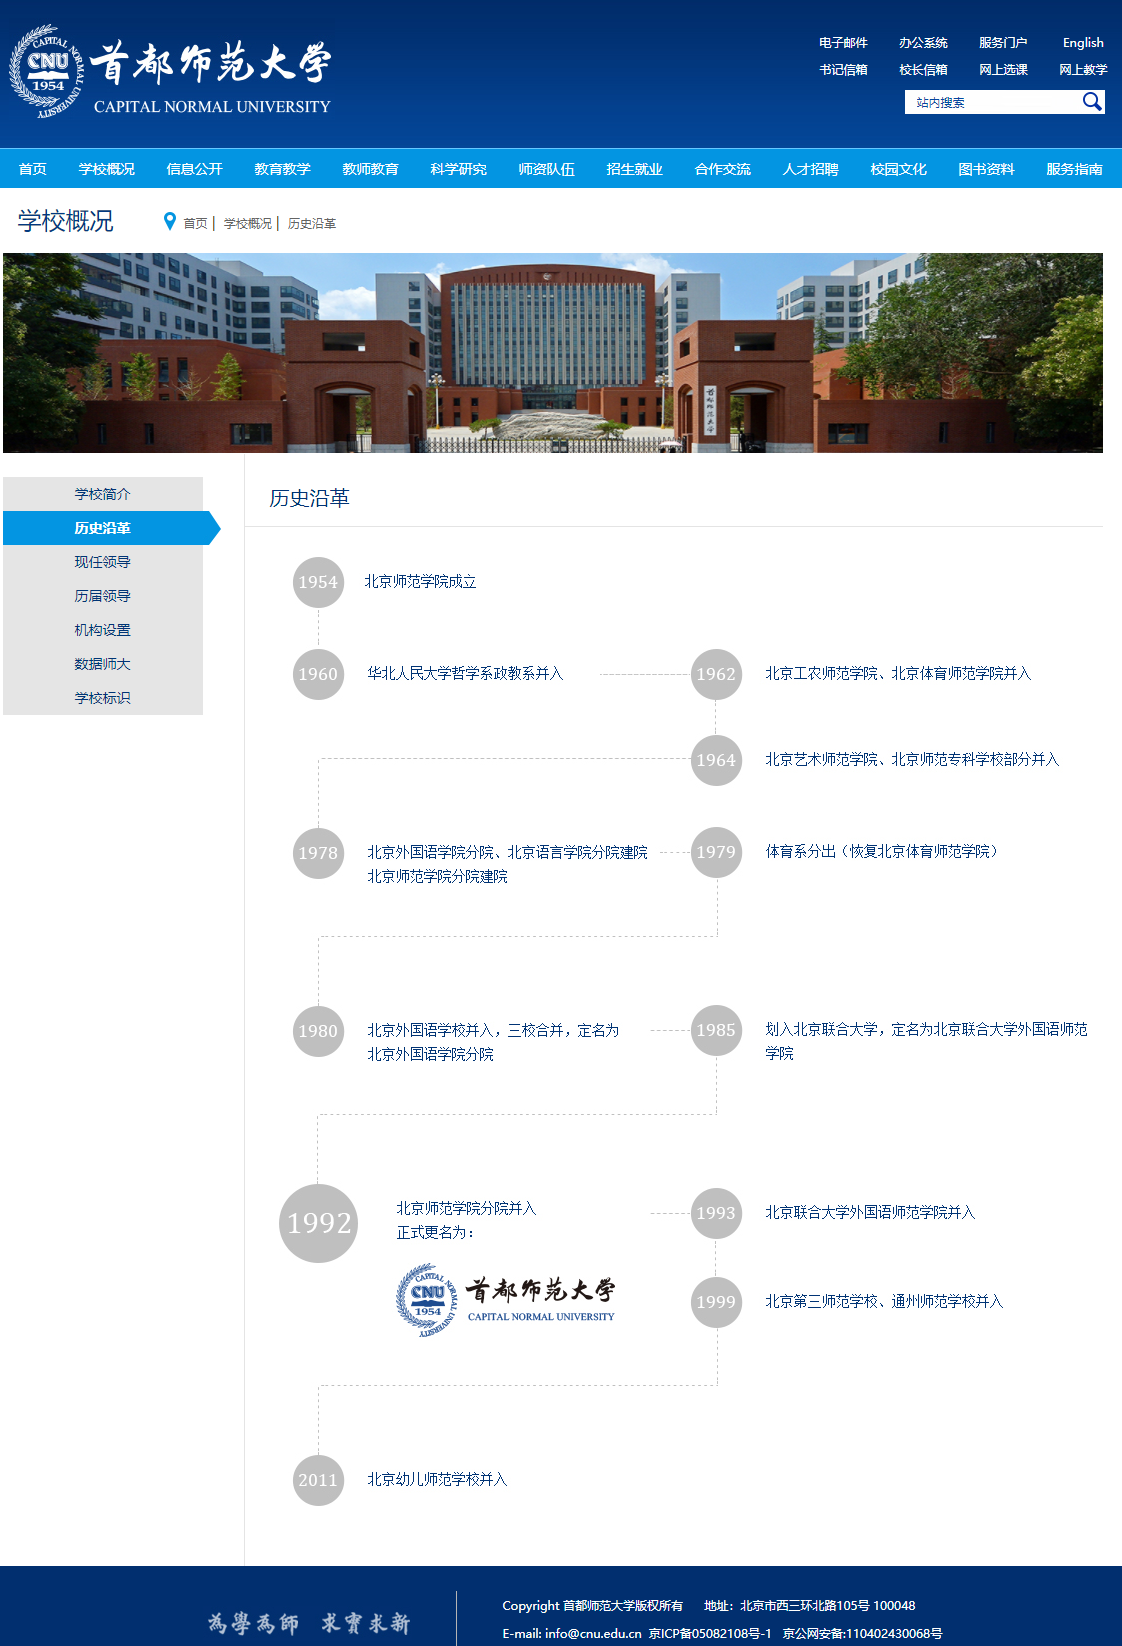 CAPITAL NORMAL UNIVERSITY
CNU
1954
首都师范大学
CAPITAL NORMAL UNIVERSITY
电子邮件 办公系统 服务门户 English
书记信箱 校长信箱 网上选课 网上教学
站内搜索
首页 学校概况 信息公开 教育教学 教师教育 科学研究 师资队伍 招生就业 合作交流 人才招聘 校园文化 图书资料 服务指南
学校概况
首页 | 学校概况 | 历史沿革
首都师范大学
学校简介
历史沿革
现任领导
历届领导
机构设置
数据师大
学校标识
历史沿革
1954 北京师范学院成立
1960 华北人民大学哲学系政教系并入
1962 北京工农师范学院、北京体育师范学院并入
1964 北京艺术师范学院、北京师范专科学校部分并入
1978 北京外国语学院分院、北京语言学院分院建院
北京师范学院分院建院
1979 体育系分出（恢复北京体育师范学院）
1980 北京外国语学校并入，三校合并，定名为
北京外国语学院分院
1985 划入北京联合大学，定名为北京联合大学外国语师范
学院
1992 北京师范学院分院并入
正式更名为：
CAPITAL NORMAL UNIVERSITY
CNU
1954
首都师范大学
CAPITAL NORMAL UNIVERSITY
1993 北京联合大学外国语师范学院并入
1999 北京第三师范学校、通州师范学校并入
2011 北京幼儿师范学校并入
為學為師 求實求新
Copyright 首都师范大学版权所有 地址：北京市西三环北路105号 100048
E-mail: info@cnu.edu.cn 京ICP备05082108号-1 京公网安备:110402430068号